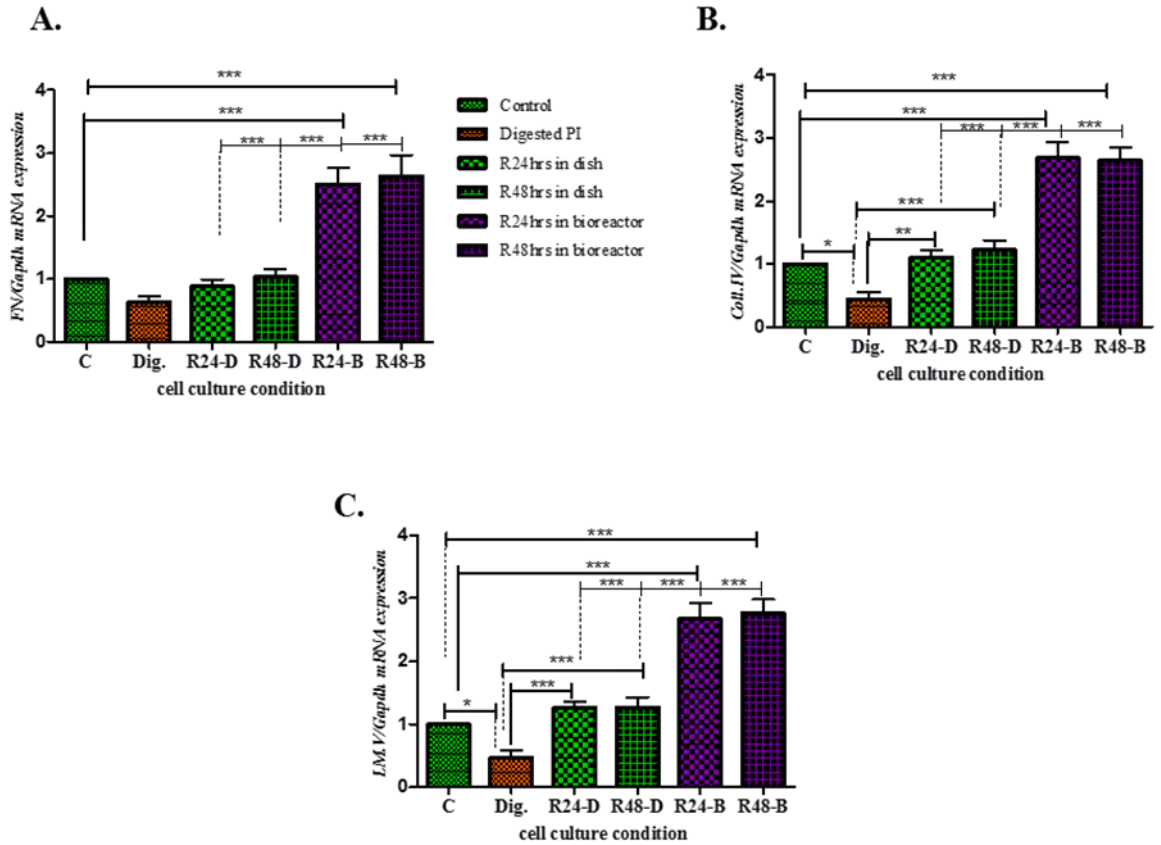 A.
FN/Gapdh mRNA expression
4
3
2
1
0
***
***
*** *** ***
C Dig. R24-D R48-D R24-B R48-B
cell culture condition
Control
Digested PI
R24hrs in dish
R48hrs in dish
R24hrs in bioreactor
R48hrs in bioreactor
B.
Coll.IV/Gapdh mRNA expression
4
3
2
1
0
***
***
*** *** ***
***
**
*
C Dig. R24-D R48-D R24-B R48-B
cell culture condition
C.
LM.V/Gapdh mRNA expression
4
3
2
1
0
***
***
*** *** ***
***
***
*
C Dig. R24-D R48-D R24-B R48-B
cell culture condition